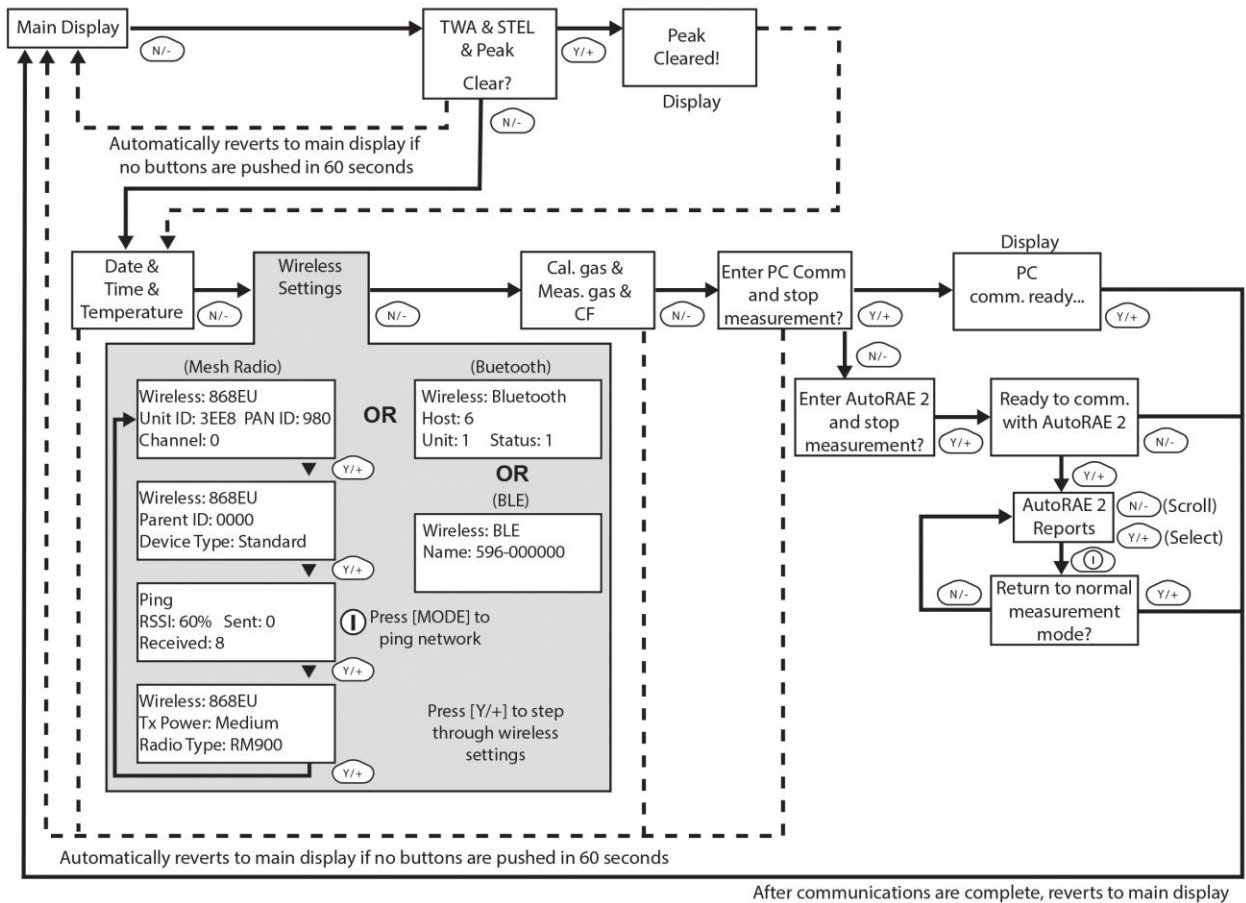 Main Display
N/-
TWA & STEL
& Peak
Clear?
Y/+
Peak
Cleared!
Display
N/-
Automatically reverts to main display if
no buttons are pushed in 60 seconds
Date &
Time &
Temperature
N/-
Wireless
Settings
N/-
Cal. gas &
Meas. gas &
CF
N/-
Enter PC Comm
and stop
measurement?
Y/+
Display
PC
comm. ready...
Y/+
N/-
Enter AutoRAE 2
and stop
measurement?
Y/+
Ready to comm.
with AutoRAE 2
N/-
Y/+
AutoRAE 2
Reports
N/- (Scroll)
Y/+ (Select)
N/-
Return to normal
measurement
mode?
Y/+
(Mesh Radio)
Wireless: 868EU
Unit ID: 3EE8 PAN ID: 980
Channel: 0
Y/+
Wireless: 868EU
Parent ID: 0000
Device Type: Standard
Y/+
Ping
RSSI: 60% Sent: 0
Received: 8
Press [MODE] to
ping network
Y/+
Wireless: 868EU
Tx Power: Medium
Radio Type: RM900
Y/+
OR
(Buetooth)
Wireless: Bluetooth
Host: 6
Unit: 1 Status: 1
OR
(BLE)
Wireless: BLE
Name: 596-000000
Press [Y/+] to step
through wireless
settings
Automatically reverts to main display if no buttons are pushed in 60 seconds
After communications are complete, reverts to main display